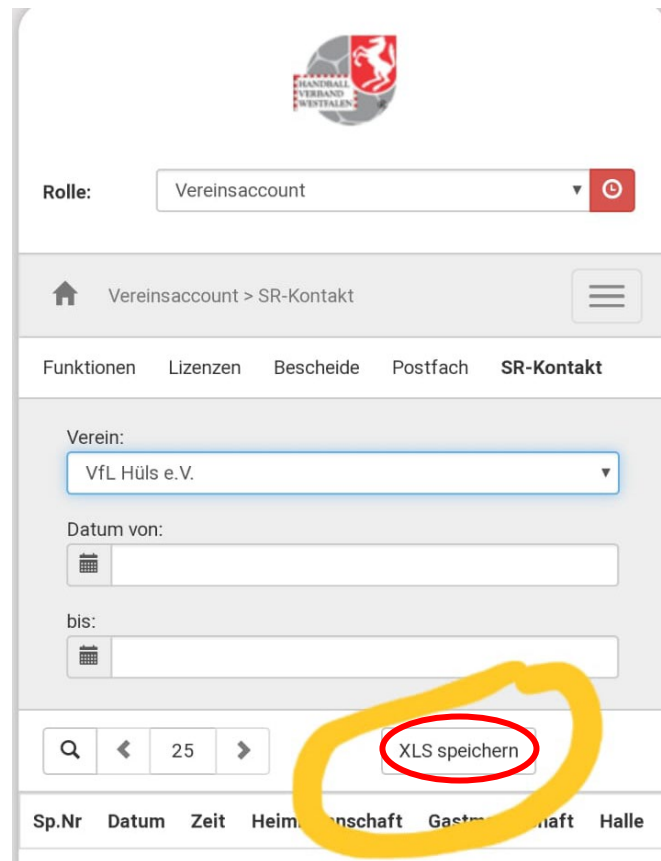 HANDBALL
VERBAND
WESTFALEN
Rolle: Vereinsaccount
Vereinsaccount > SR-Kontakt
Funktionen Lizenzen Bescheide Postfach SR-Kontakt
Verein:
VfL Hüls e.V.
Datum von:
bis:
25 XLS speichern
Sp.Nr Datum Zeit Halle